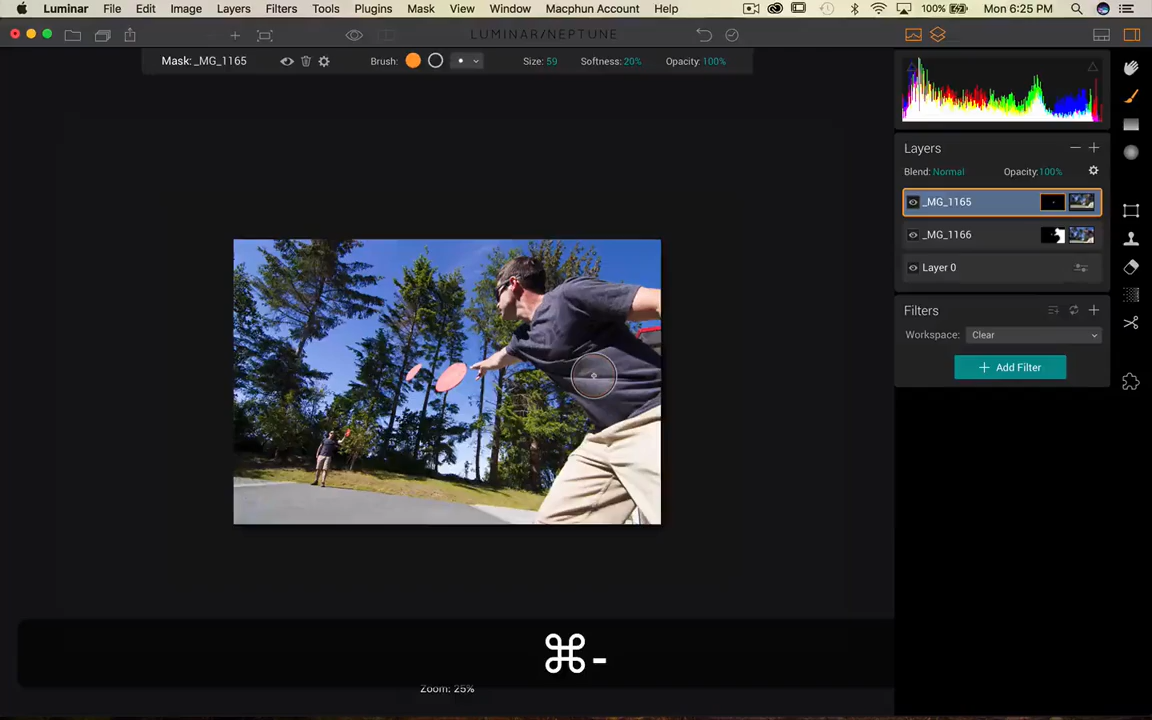 Luminar File Edit Image Layers Filters Tools Plugins Mask View Window Macphun Account Help 100% Mon 6:25 PM
LUMINAR/NEPTUNE
Mask: _MG_1165 Brush: Size: 59 Softness: 20% Opacity: 100%
Layers
Blend: Normal Opacity: 100%
_MG_1165
_MG_1166
Layer 0
Filters
Workspace: Clear
+ Add Filter
⌘-
Zoom: 25%